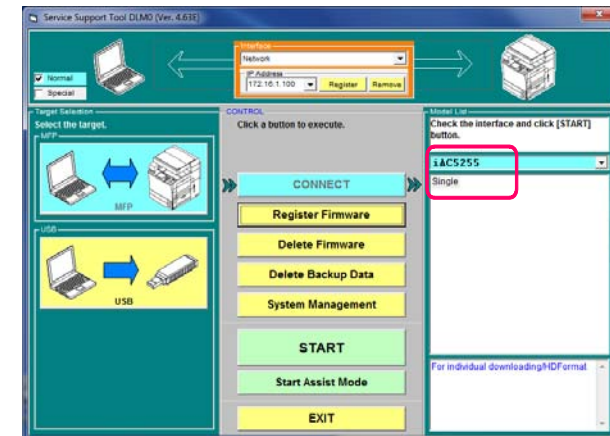 Service Support Tool DLM0 (Ver. 4.63E)
Interface
Network
IP Address
172.16.1.100
Register
Remove
Normal
Special
Target Selection
Select the target.
MFP
MFP
USB
USB
CONTROL
Click a button to execute.
CONNECT
Register Firmware
Delete Firmware
Delete Backup Data
System Management
START
Start Assist Mode
EXIT
Model List
Check the interface and click [START]
button.
iAC5255
Single
For individual downloading/HDFormat